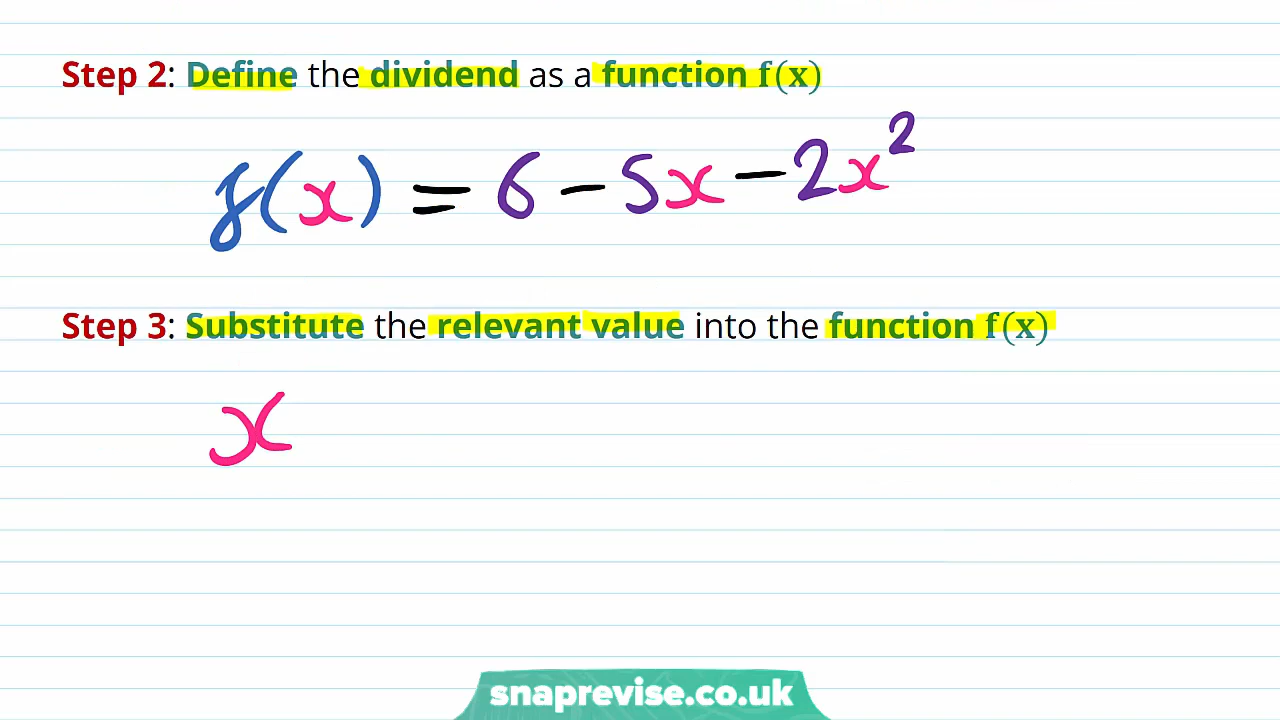 Step 2: Define the dividend as a function f(x)
f(x) = 6 - 5x - 2x²
Step 3: Substitute the relevant value into the function f(x)
x
snaprevise.co.uk